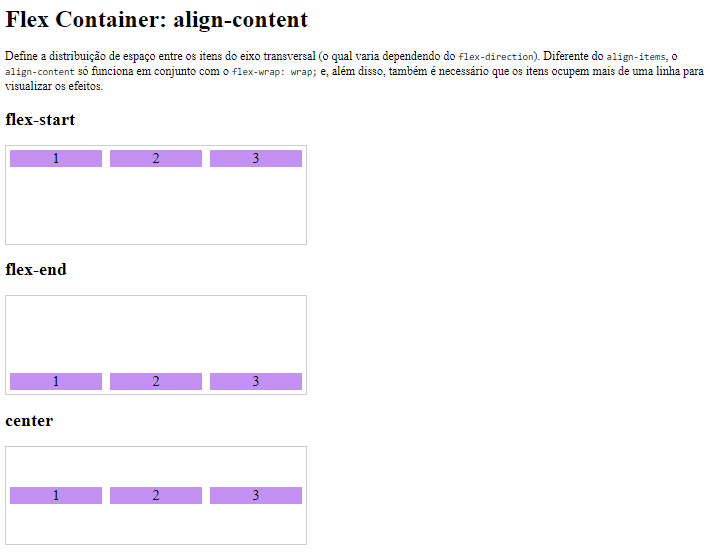 Flex Container: align-content
Define a distribuição de espaço entre os itens do eixo transversal (o qual varia dependendo do flex-direction). Diferente do align-items, o
align-content só funciona em conjunto com o flex-wrap: wrap; e, além disso, também é necessário que os itens ocupem mais de uma linha para
visualizar os efeitos.
flex-start
1 2 3
flex-end
1 2 3
center
1 2 3